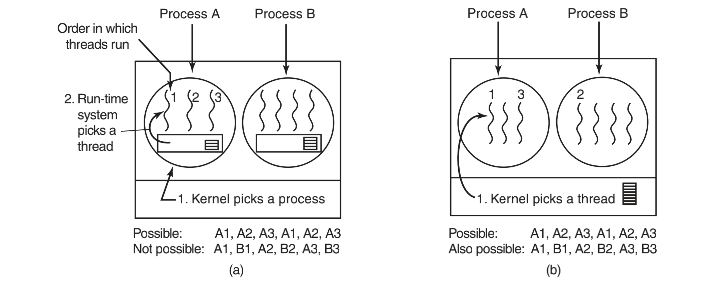 Process A
Process B
Order in which
threads run
1 2 3
2. Run-time
system
picks a
thread
1. Kernel picks a process
Possible: A1, A2, A3, A1, A2, A3
Not possible: A1, B1, A2, B2, A3, B3
(a)
Process A
Process B
1 3
2
1. Kernel picks a thread
Possible: A1, A2, A3, A1, A2, A3
Also possible: A1, B1, A2, B2, A3, B3
(b)